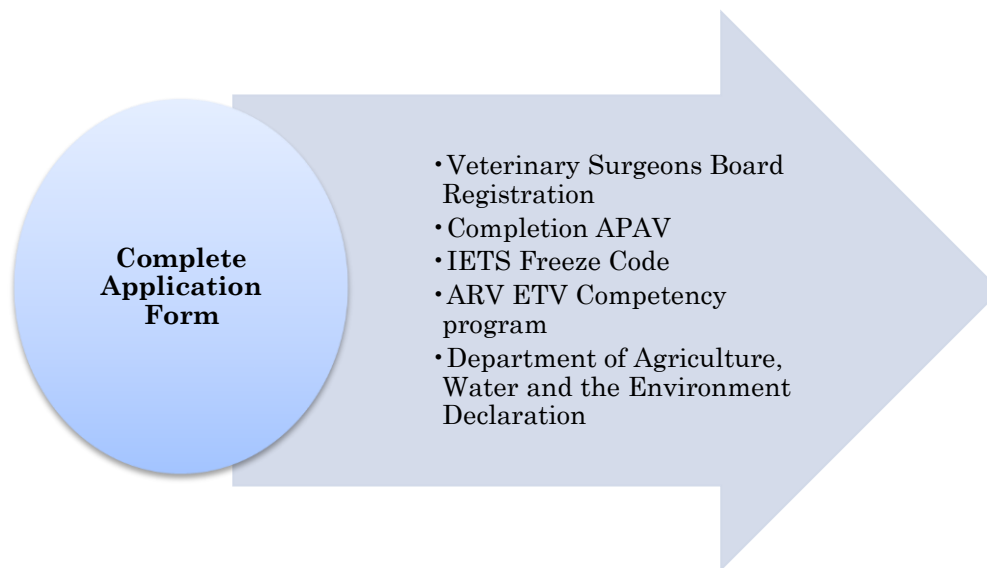 Complete
Application
Form
・Veterinary Surgeons Board
Registration
・Completion APAV
・IETS Freeze Code
・ARV ETV Competency
program
・Department of Agriculture,
Water and the Environment
Declaration